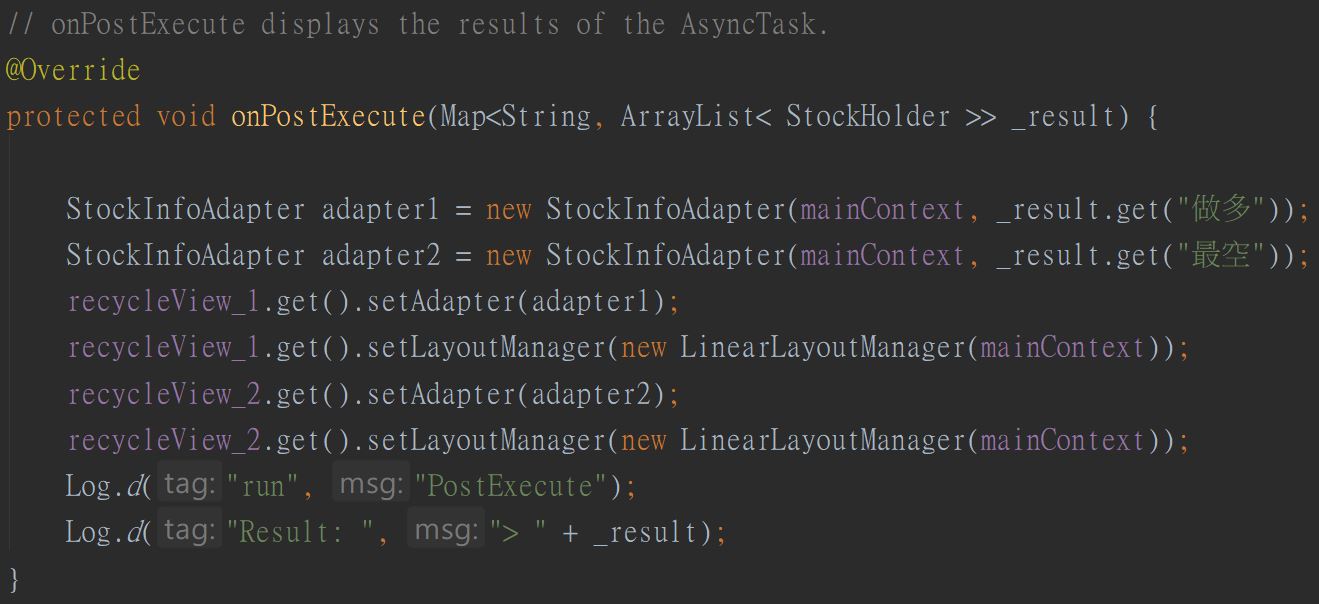 // onPostExecute displays the results of the AsyncTask.
@Override
protected void onPostExecute(Map<String, ArrayList< StockHolder >> _result) {
StockInfoAdapter adapter1 = new StockInfoAdapter(mainContext, _result.get("做多"));
StockInfoAdapter adapter2 = new StockInfoAdapter(mainContext, _result.get("最空"));
recycleView_1.get().setAdapter(adapter1);
recycleView_1.get().setLayoutManager(new LinearLayoutManager(mainContext));
recycleView_2.get().setAdapter(adapter2);
recycleView_2.get().setLayoutManager(new LinearLayoutManager(mainContext));
Log.d( tag: "run", msg: "PostExecute");
Log.d( tag: "Result: ", msg: "> " + _result);
}